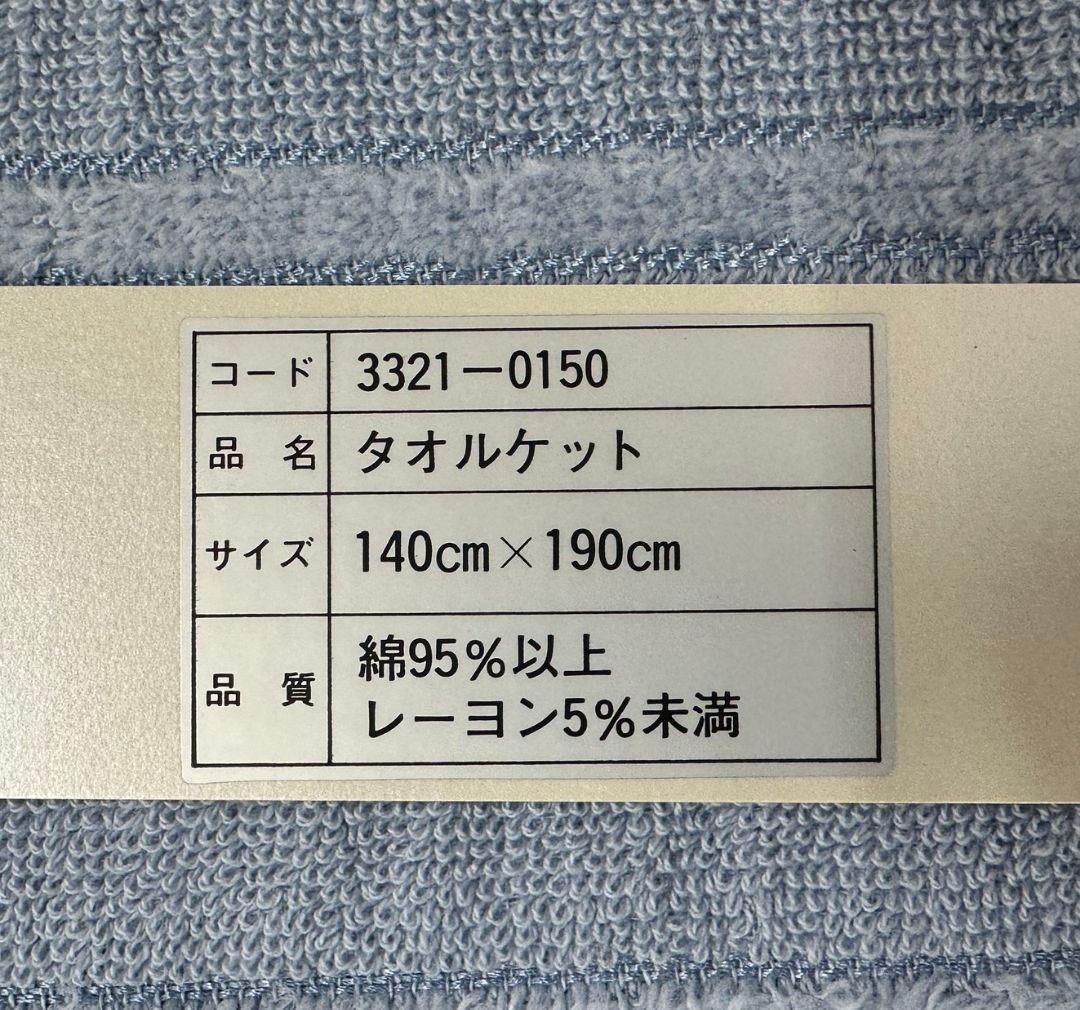 コード 3321-0150
品 名 タオルケット
サイズ 140cm×190cm
品 質 綿95%以上
レーヨン5%未満